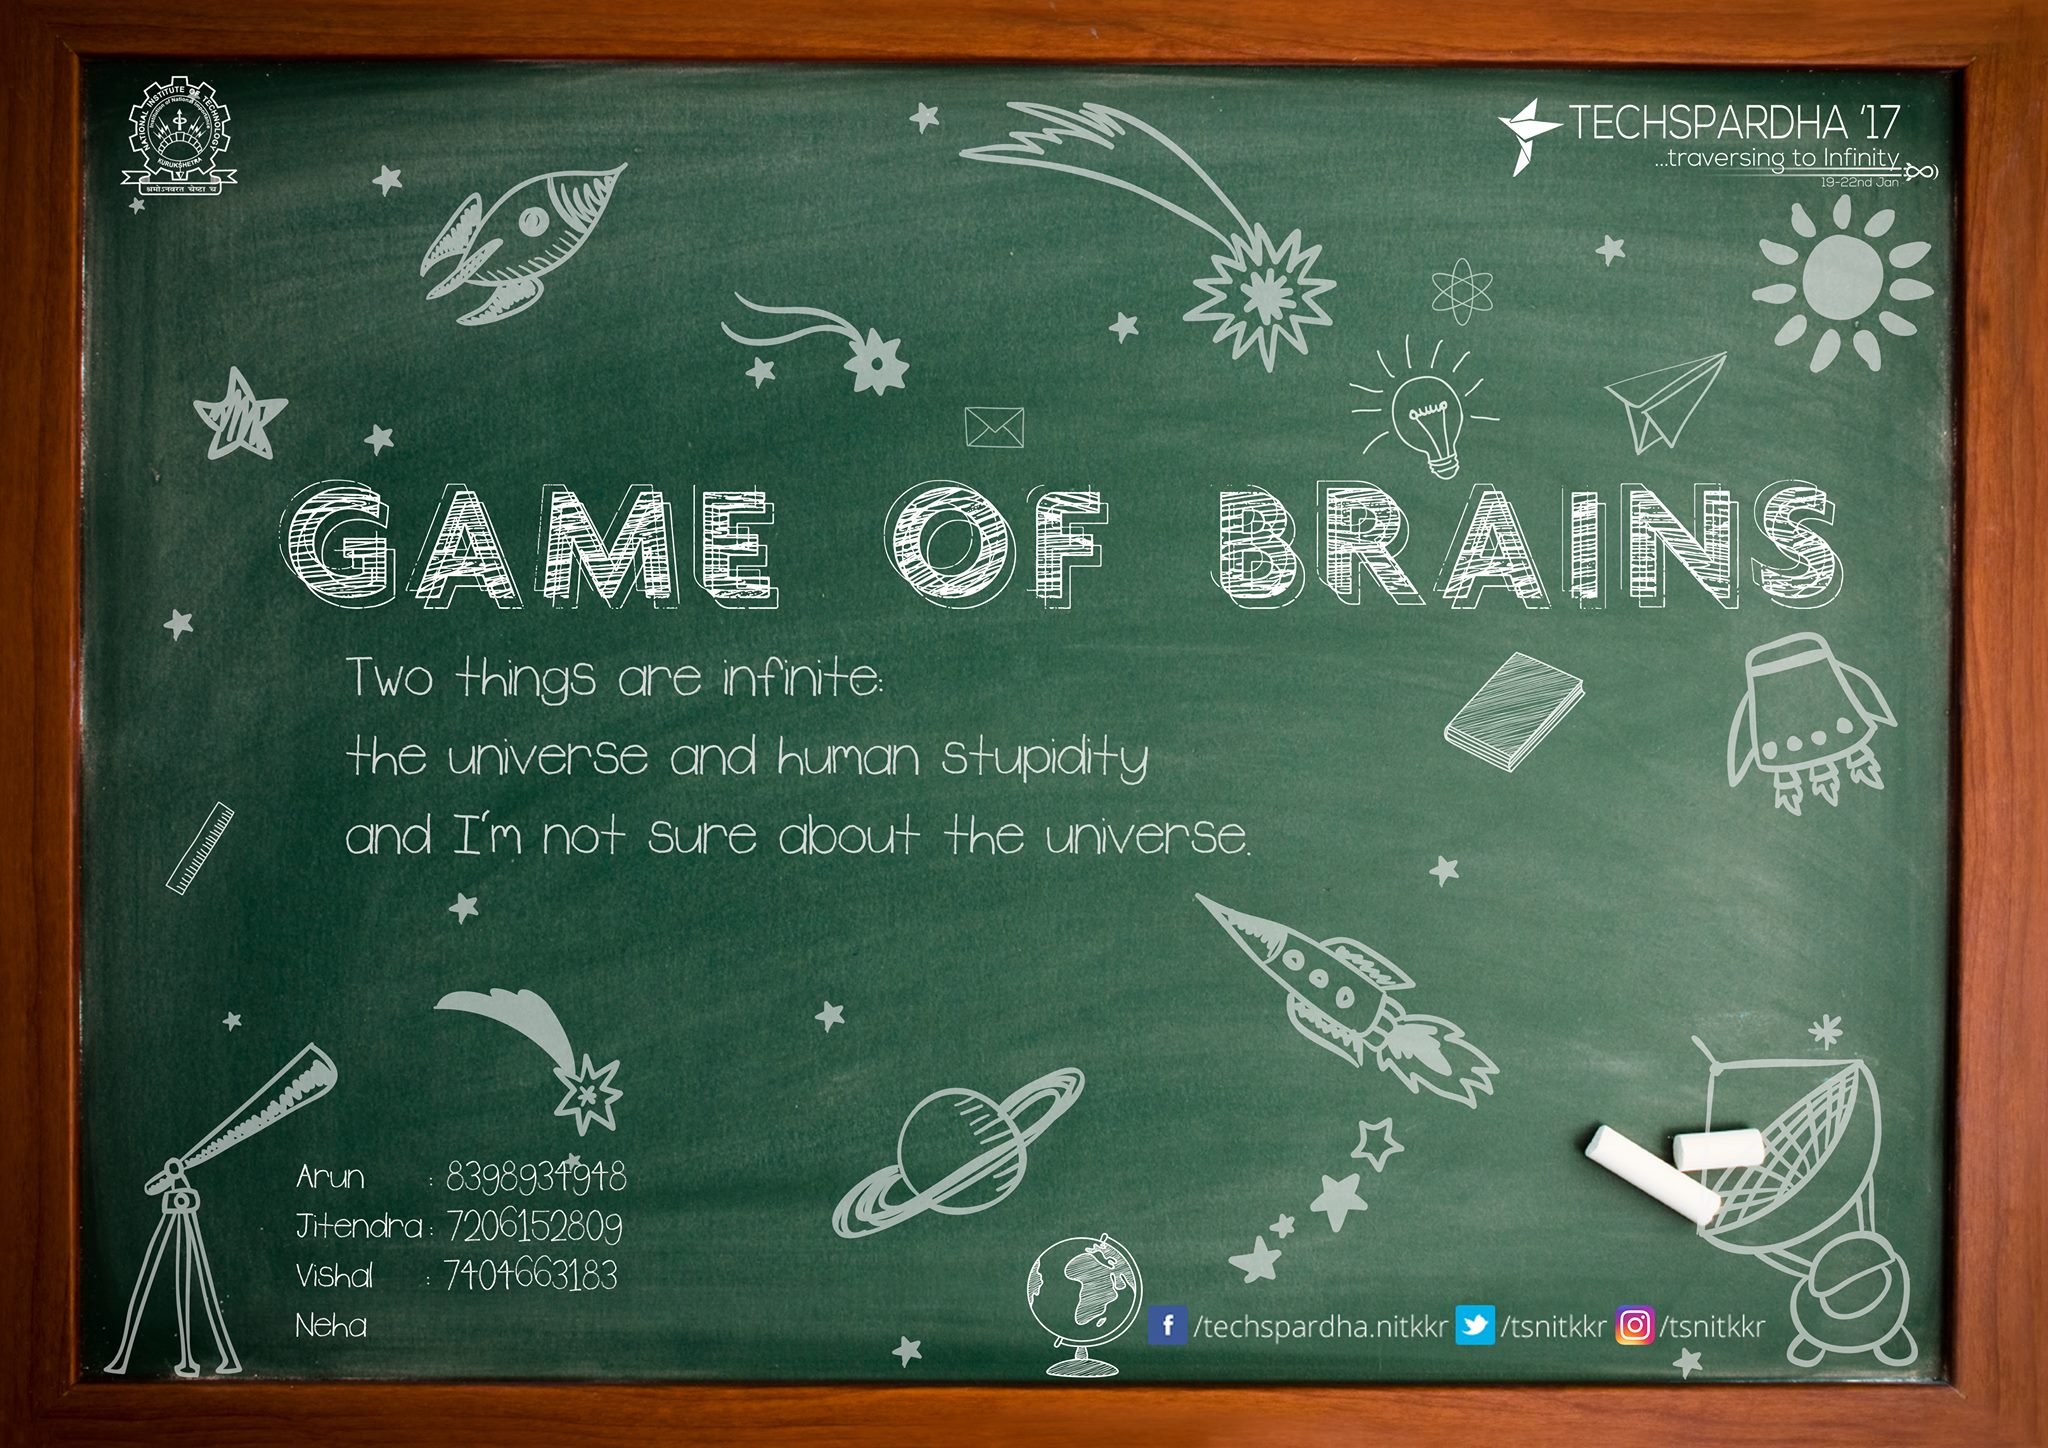 NATIONAL INSTITUTE OF TECHNOLOGY
KURUKSHETRA
श्रमोऽनवरत चेष्टा च
TECHSPARDHA '17
...traversing to Infinity
19-22nd Jan
GAME OF BRAINS
Two things are infinite:
the universe and human stupidity
and I'm not sure about the universe.
Arun : 8398934948
Jitendra : 7206152809
Vishal : 7404663183
Neha
/techspardha.nitkkr /tsnitkkr /tsnitkkr